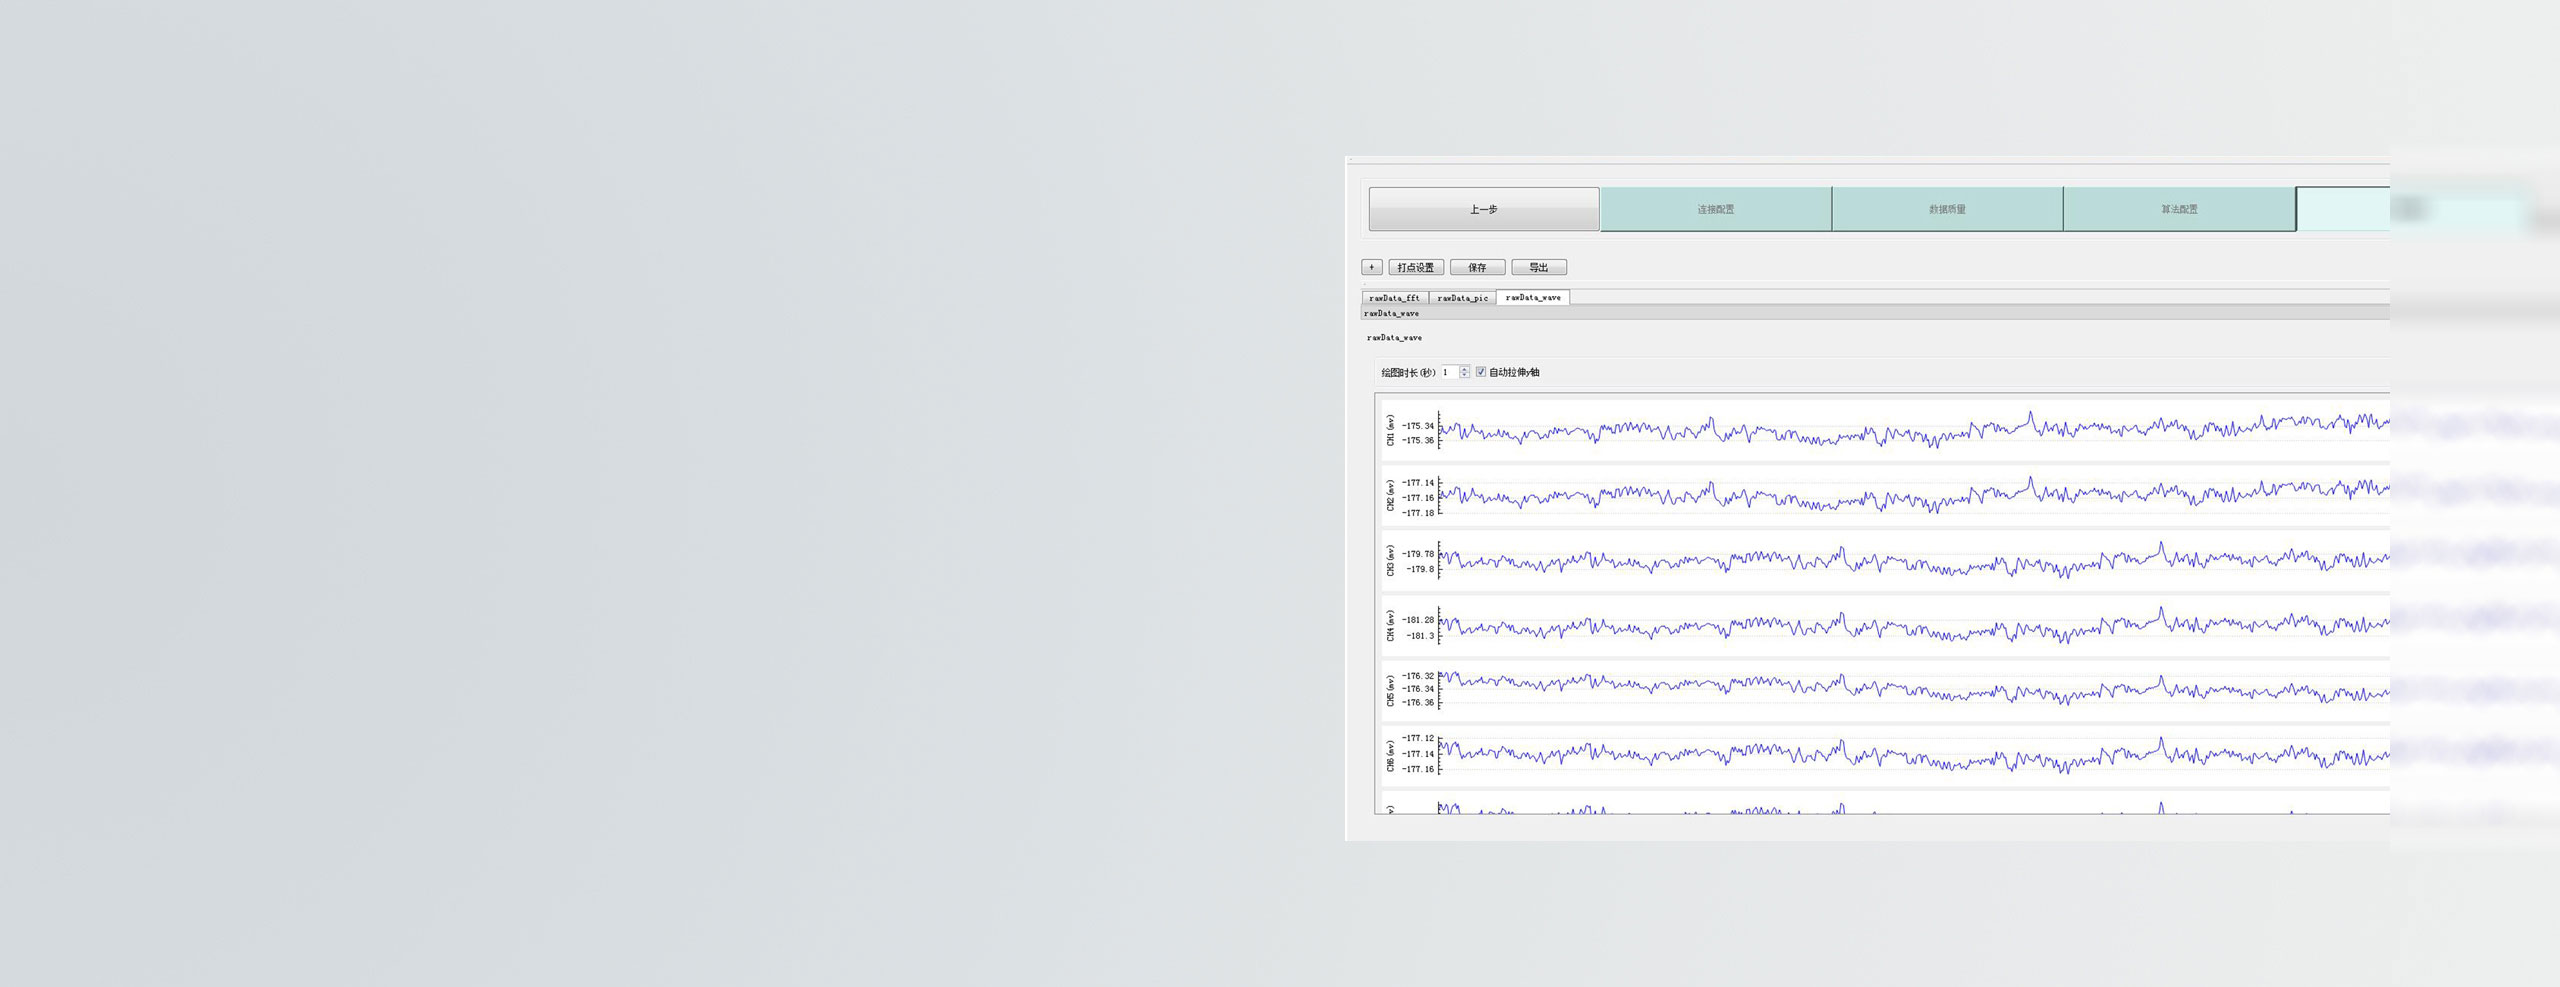 上一步 连接配置 数据质量 算法配置
+ 打点设置 保存 导出
rawData_fft rawData_pic rawData_wave
rawData_wave
rawData_wave
绘图时长(秒) 1 自动拉伸y轴
CH1(mv) -175.34 -175.36
CH2(mv) -177.14 -177.16 -177.18
CH3(mv) -179.78 -179.8
CH4(mv) -181.28 -181.3
CH5(mv) -176.32 -176.34 -176.36
CH6(mv) -177.12 -177.14 -177.16